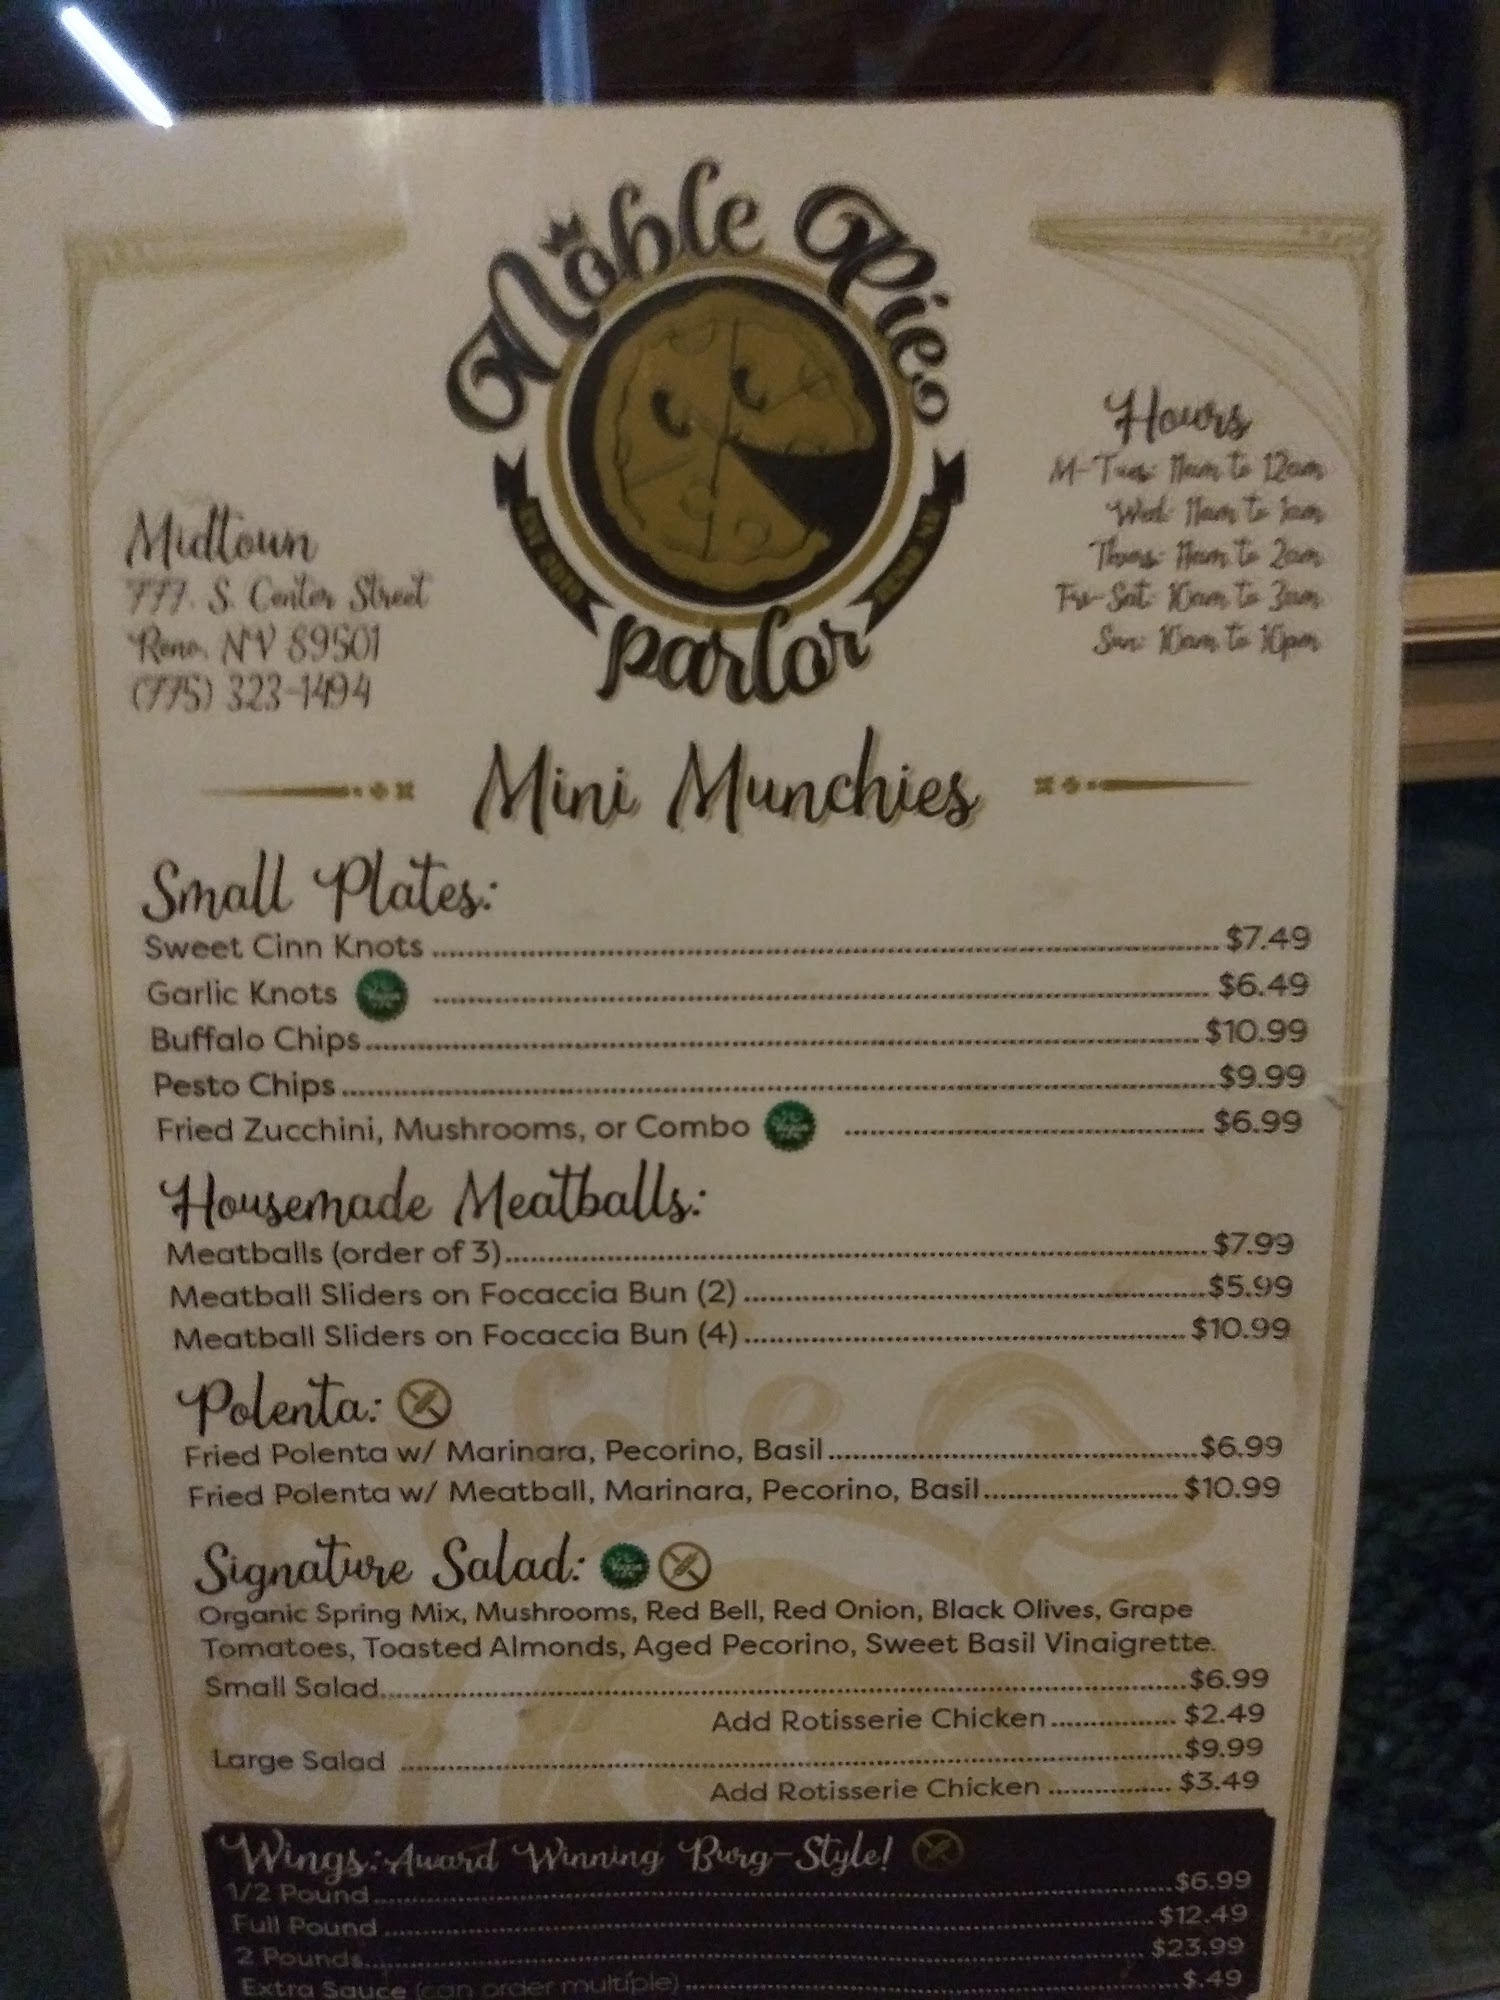 Noble Pie
parlor
Midtown
777. S. Center Street
Reno, NV 89501
(775) 323-1494
Hours
M-Tues: 11am to 12am
Wed: 11am to 1am
Thurs: 11am to 2am
Fri-Sat: 10am to 3am
Sun: 10am to 10pm
Mini Munchies
Small Plates:
Sweet Cinn Knots $7.49
Garlic Knots Vegan $6.49
Buffalo Chips $10.99
Pesto Chips $9.99
Fried Zucchini, Mushrooms, or Combo Vegan $6.99
Housemade Meatballs:
Meatballs (order of 3) $7.99
Meatball Sliders on Focaccia Bun (2) $5.99
Meatball Sliders on Focaccia Bun (4) $10.99
Polenta:
Fried Polenta w/ Marinara, Pecorino, Basil $6.99
Fried Polenta w/ Meatball, Marinara, Pecorino, Basil $10.99
Signature Salad: Vegan
Organic Spring Mix, Mushrooms, Red Bell, Red Onion, Black Olives, Grape
Tomatoes, Toasted Almonds, Aged Pecorino, Sweet Basil Vinaigrette.
Small Salad $6.99
Add Rotisserie Chicken $2.49
Large Salad $9.99
Add Rotisserie Chicken $3.49
Wings: Award Winning Burg-Style!
1/2 Pound $6.99
Full Pound $12.49
2 Pounds $23.99
Extra Sauce (can order multiple) $.49